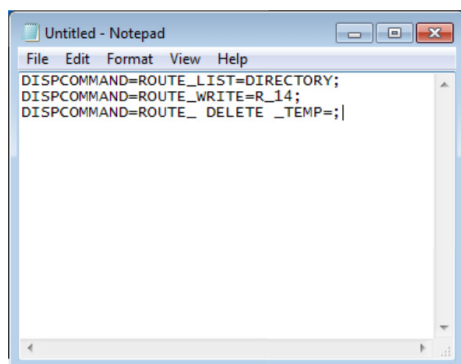 Untitled - Notepad
File Edit Format View Help
DISPCOMMAND=ROUTE_LIST=DIRECTORY;
DISPCOMMAND=ROUTE_WRITE=R_14;
DISPCOMMAND=ROUTE_ DELETE _TEMP=;